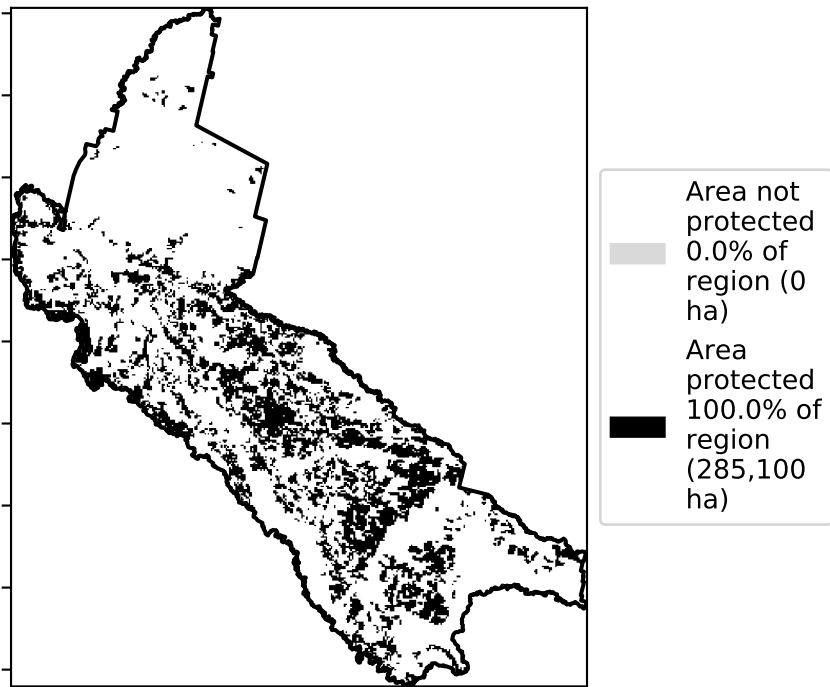 Area not
protected
0.0% of
region (0
ha)
Area
protected
100.0% of
region
(285,100
ha)